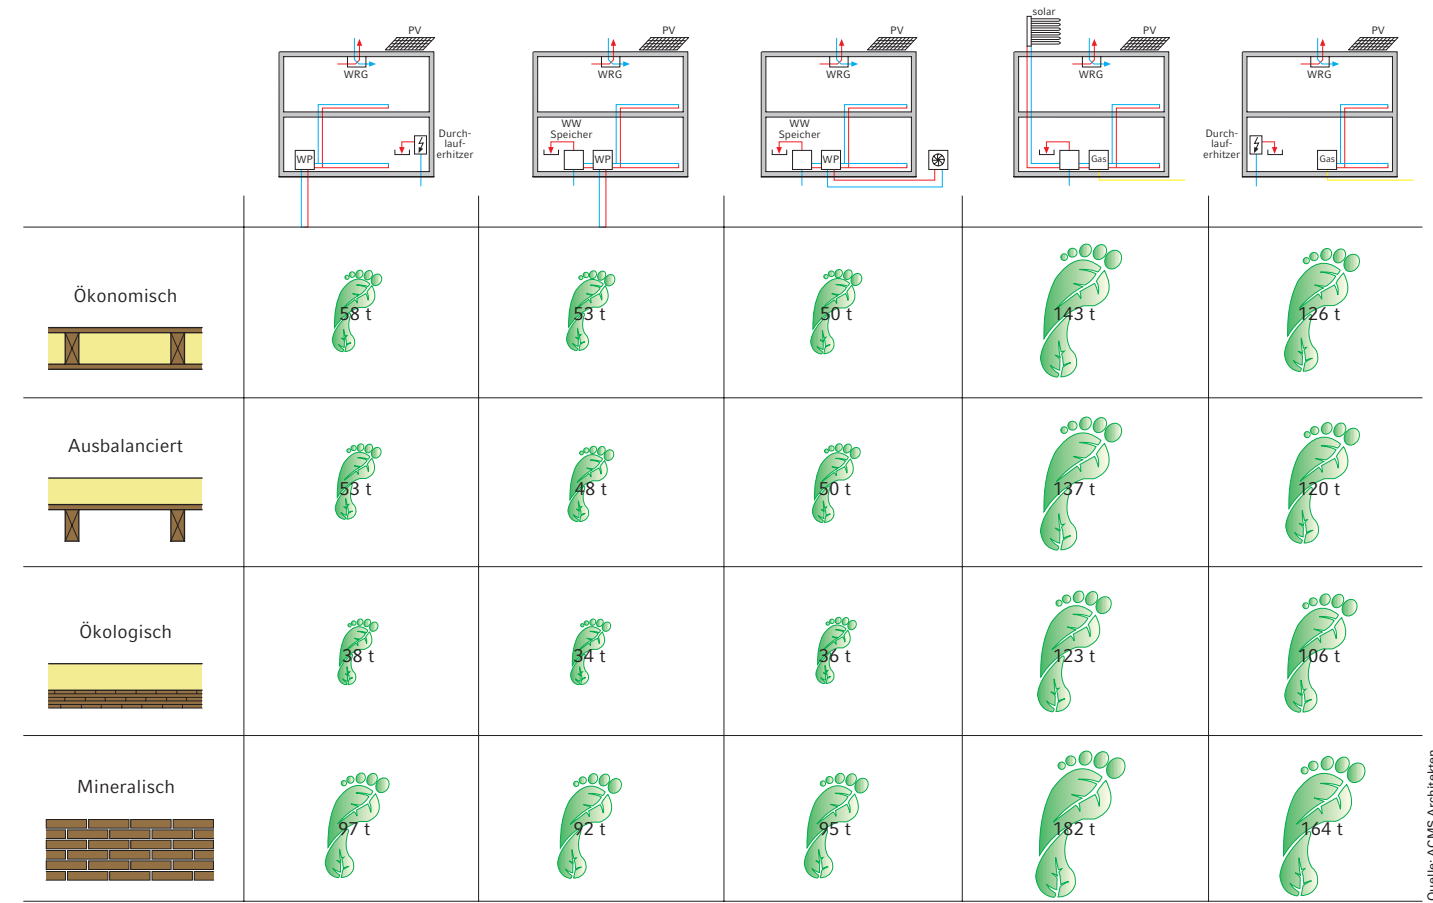 PV
WRG
Durch-
lauf-
erhitzer
WP
PV
WRG
WW
Speicher
WP
PV
WRG
WW
Speicher
WP
solar
PV
WRG
Gas
PV
WRG
Durch-
lauf-
erhitzer
Gas
Ökonomisch
58 t
53 t
50 t
143 t
126 t
Ausbalanciert
53 t
48 t
50 t
137 t
120 t
Ökologisch
38 t
34 t
36 t
123 t
106 t
Mineralisch
97 t
92 t
95 t
182 t
164 t
Quelle: ACMS Architekten